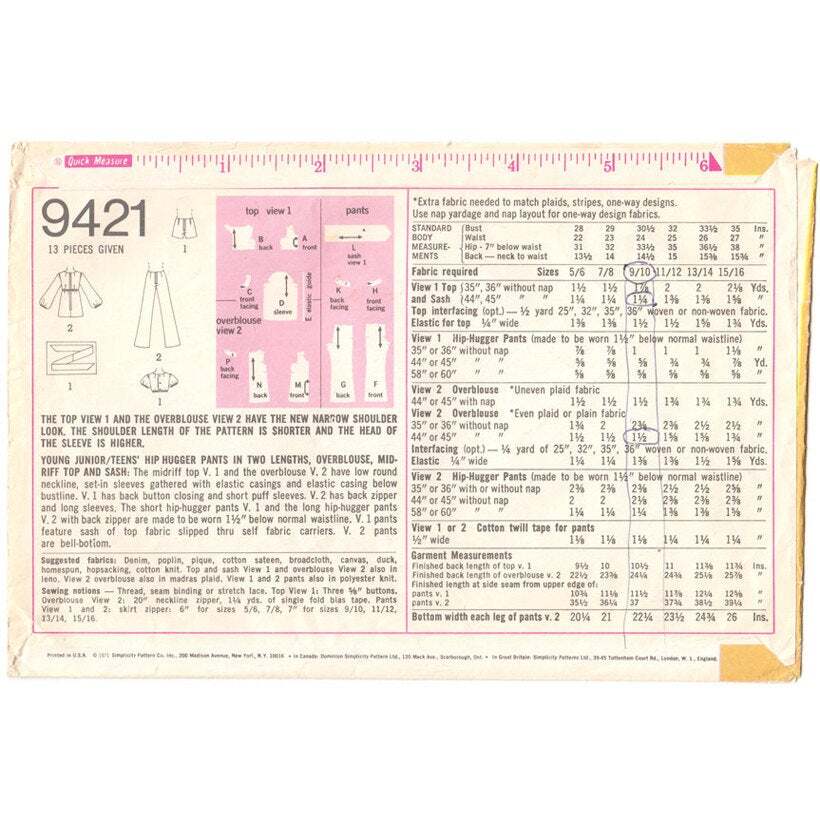 Quick Measure 1 2 3 4 5 6
9421
13 PIECES GIVEN
1
2
2
1
1
top view 1
B
back
C
front
facing
A
front
D
sleeve
E elastic guide
overblouse
view 2
P
back
facing
N
back
M
front
pants
L
sash
view 1
K
back
facing
H
front
facing
G
back
F
front
THE TOP VIEW 1 AND THE OVERBLOUSE VIEW 2 HAVE THE NEW NARROW SHOULDER
LOOK. THE SHOULDER LENGTH OF THE PATTERN IS SHORTER AND THE HEAD OF
THE SLEEVE IS HIGHER.
YOUNG JUNIOR/TEENS' HIP HUGGER PANTS IN TWO LENGTHS, OVERBLOUSE, MID-
RIFF TOP AND SASH: The midriff top V. 1 and the overblouse V. 2 have low round
neckline, set-in sleeves gathered with elastic casings and elastic casing below
bustline. V. 1 has back button closing and short puff sleeves. V. 2 has back zipper
and long sleeves. The short hip-hugger pants V. 1 and the long hip-hugger pants
V. 2 with back zipper are made to be worn 1½" below normal waistline. V. 1 pants
feature sash of top fabric slipped thru self fabric carriers. V. 2 pants
are bell-bottom.
Suggested fabrics: Denim, poplin, pique, cotton sateen, broadcloth, canvas, duck,
homespun, hopsacking, cotton knit. Top and sash View 1 and overblouse View 2 also in
leno. View 2 overblouse also in madras plaid. View 1 and 2 pants also in polyester knit.
Sewing notions — Thread, seam binding or stretch lace. Top View 1: Three ⅝" buttons.
Overblouse View 2: 20" neckline zipper, 1¼ yds. of single fold bias tape. Pants
View 1 and 2: skirt zipper: 6" for sizes 5/6, 7/8, 7" for sizes 9/10, 11/12,
13/14, 15/16.
*Extra fabric needed to match plaids, stripes, one-way designs.
Use nap yardage and nap layout for one-way design fabrics.
STANDARD Bust 28 29 30½ 32 33½ 35 Ins.
BODY Waist 22 23 24 25 26 27 "
MEASURE- Hip - 7" below waist 31 32 33½ 35 36½ 38 "
MENTS Back — neck to waist 13½ 14 14½ 15 15⅜ 15¾ "
Fabric required Sizes 5/6 7/8 9/10 11/12 13/14 15/16
View 1 Top 35", 36" without nap 1½ 1½ 1⅞ 2 2 2⅛ Yds.
and Sash 44", 45" " " 1¼ 1¼ 1¼ 1⅜ 1⅜ 1⅜ "
Top interfacing (opt.) — ½ yard 25", 32", 35", 36" woven or non-woven fabric.
Elastic for top ¼" wide 1⅜ 1⅜ 1½ 1½ 1⅝ 1¾ Yds.
View 1 Hip-Hugger Pants (made to be worn 1½" below normal waistline)
35" or 36" without nap ⅞ ⅞ 1 1 1 1⅛ "
44" or 45" " " ⅝ ⅝ ⅝ ¾ ¾ ⅞ Yd.
58" or 60" " " ⅝ ⅝ ⅝ ⅝ ⅝ ⅝ "
View 2 Overblouse *Uneven plaid fabric
44" or 45" with nap 1½ 1½ 1½ 1¾ 1¾ 1¾ Yds.
View 2 Overblouse *Even plaid or plain fabric
35" or 36" without nap 1¾ 2 2⅜ 2⅜ 2½ 2½ "
44" or 45" " " 1½ 1½ 1½ 1⅝ 1⅝ 1¾ "
Interfacing (opt.) — ¼ yard of 25", 32", 35", 36" woven or non-woven fabric.
Elastic ¼" wide 1¼ 1¼ 1⅜ 1⅜ 1½ 1⅝ Yds.
View 2 Hip-Hugger Pants (made to be worn 1½" below normal waistline)
35" or 36" with or without nap 2⅜ 2⅜ 2⅜ 2½ 2½ 2⅝ "
44" or 45" without nap 2 2 2⅛ 2⅜ 2⅜ 2⅜ "
58" or 60" " " 1¼ 1¼ 1¼ 1¼ 1⅜ 1⅝ "
View 1 or 2 Cotton twill tape for pants
½" wide 1⅛ 1⅛ 1⅛ 1¼ 1¼ 1¼ "
Garment Measurements
Finished back length of top v. 1 9½ 10 10½ 11 11⅜ 11¾ Ins.
Finished back length of overblouse v. 2 22½ 23⅜ 24¼ 24¾ 25¼ 25⅞ "
Finished length at side seam from upper edge of:
pants v. 1 10¾ 11⅛ 11½ 11⅞ 12¼ 12⅝ "
pants v. 2 35½ 36¼ 37 37¾ 38½ 39¼ "
Bottom width each leg of pants v. 2 20¼ 21 22¼ 23½ 24¾ 26 Ins.
Printed in U.S.A. © 1971 Simplicity Pattern Co. Inc., 200 Madison Avenue, New York, N.Y. 10016 • In Canada: Dominion Simplicity Pattern Ltd., 120 Mack Ave., Scarborough, Ont. • In Great Britain: Simplicity Patterns Ltd., 39-45 Tottenham Court Rd., London, W. 1., England.